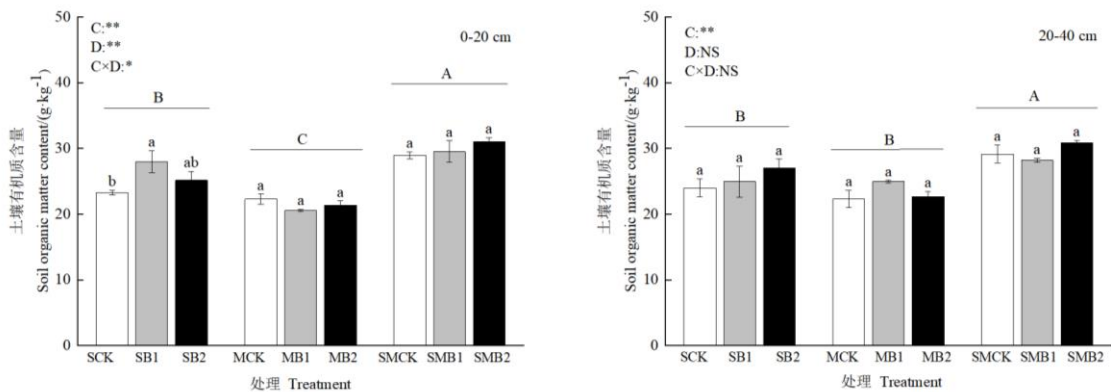 50
40
30
20
10
0
土壤有机质含量
Soil organic matter content/(g·kg⁻¹)
C:**
D:**
C×D:*
0-20 cm
B
C
A
b
a
ab
a
a
a
a
a
a
SCK
SB1
SB2
MCK
MB1
MB2
SMCK
SMB1
SMB2
处理 Treatment
50
40
30
20
10
0
土壤有机质含量
Soil organic matter content/(g·kg⁻¹)
C:**
D:NS
C×D:NS
20-40 cm
B
B
A
a
a
a
a
a
a
a
a
a
SCK
SB1
SB2
MCK
MB1
MB2
SMCK
SMB1
SMB2
处理 Treatment